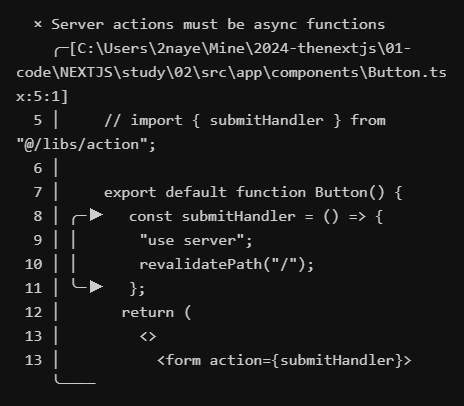 × Server actions must be async functions
╭─[C:\Users\2naye\Mine\2024-thenextjs\01-
code\NEXTJS\study\02\src\app\components\Button.ts
x:5:1]
5 │ // import { submitHandler } from
"@/libs/action";
6 │
7 │ export default function Button() {
8 │ ╭─▶ const submitHandler = () => {
9 │ │ "use server";
10 │ │ revalidatePath("/");
11 │ ╰─▶ };
12 │ return (
13 │ <>
13 │ <form action={submitHandler}>
╰────